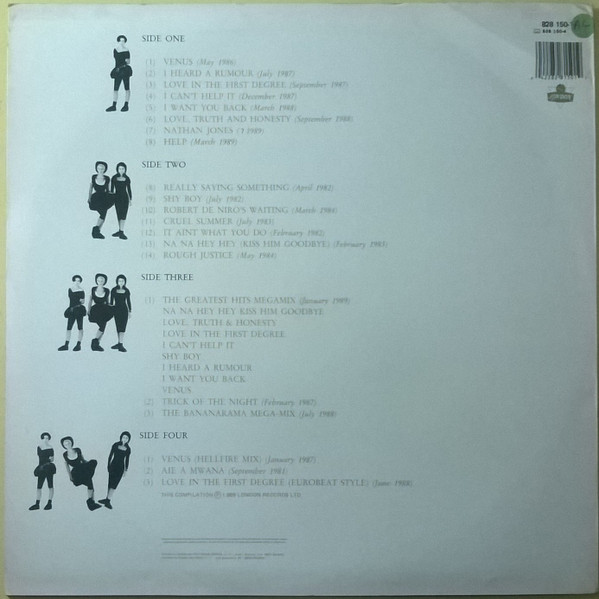 828 150-
828 150-4
SIDE ONE
(1) VENUS (May 1986)
(2) I HEARD A RUMOUR (July 1987)
(3) LOVE IN THE FIRST DEGREE (September 1987)
(4) I CAN'T HELP IT (December 1987)
(5) I WANT YOU BACK (March 1988)
(6) LOVE, TRUTH AND HONESTY (September 1988)
(7) NATHAN JONES (1989)
(8) HELP (March 1989)
SIDE TWO
(8) REALLY SAYING SOMETHING (April 1982)
(9) SHY BOY (July 1982)
(10) ROBERT DE NIRO'S WAITING (March 1984)
(11) CRUEL SUMMER (July 1983)
(12) IT AINT WHAT YOU DO (February 1982)
(13) NA NA HEY HEY (KISS HIM GOODBYE) (February 1983)
(14) ROUGH JUSTICE (May 1984)
SIDE THREE
(1) THE GREATEST HITS MEGAMIX (January 1989)
NA NA HEY HEY KISS HIM GOODBYE
LOVE, TRUTH & HONESTY
LOVE IN THE FIRST DEGREE
I CAN'T HELP IT
SHY BOY
I HEARD A RUMOUR
I WANT YOU BACK
VENUS
(2) TRICK OF THE NIGHT (February 1987)
(3) THE BANANAKAMA MEGA-MIX (July 1988)
SIDE FOUR
(1) VENUS (HELLFIRE MIX) (January 1987)
(2) AIE A MWANA (September 1981)
(3) LOVE IN THE FIRST DEGREE (EUROBEAT STYLE) (June 1988)
THIS COMPILATION Ⓟ 1989 LONDON RECORDS LTD.